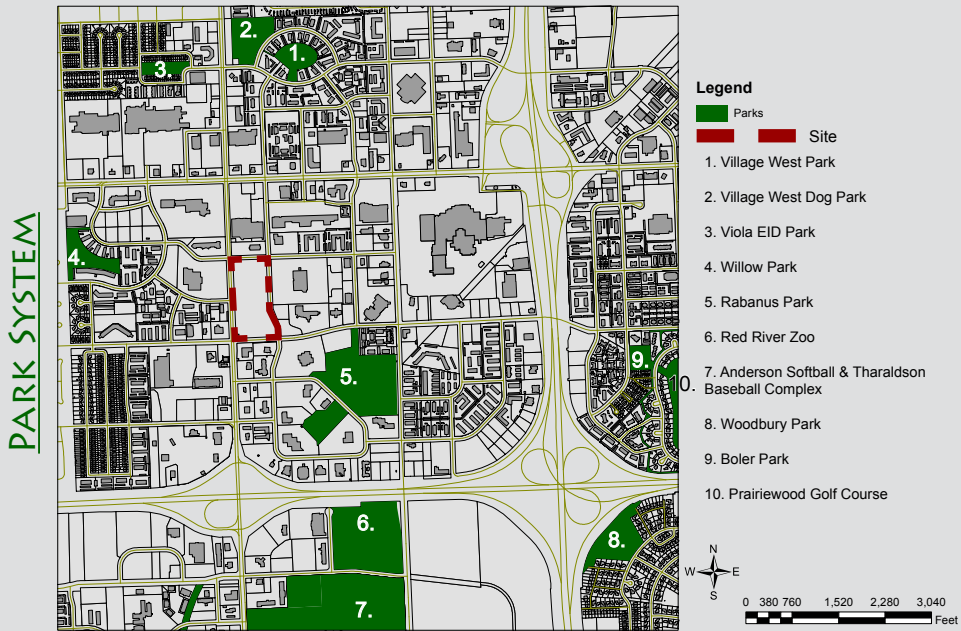 PARK SYSTEM
2.
1.
3.
4.
5.
9.
10.
6.
8.
7.
Legend
Parks
Site
1. Village West Park
2. Village West Dog Park
3. Viola EID Park
4. Willow Park
5. Rabanus Park
6. Red River Zoo
7. Anderson Softball & Tharaldson
Baseball Complex
8. Woodbury Park
9. Boler Park
10. Prairiewood Golf Course
N
W E
S
0 380 760 1,520 2,280 3,040
Feet